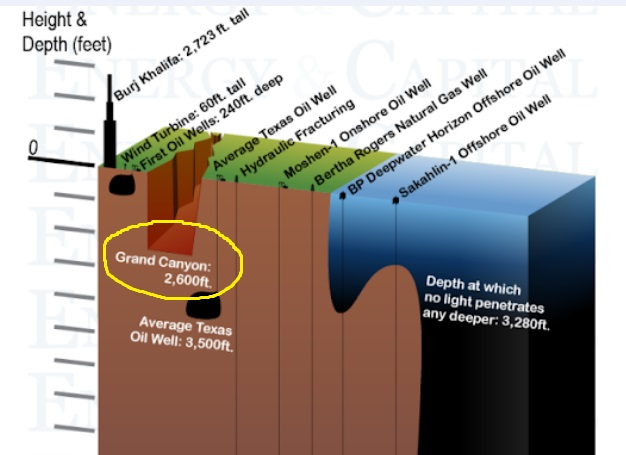 Height &
Depth (feet)
0
Burj Khalifa: 2,723 ft. tall
Wind Turbine: 60ft. tall
First Oil Wells: 240ft. deep
Average Texas Oil Well
Hydraulic Fracturing
Moshen-1 Onshore Oil Well
Bertha Rogers Natural Gas Well
BP Deepwater Horizon Offshore Oil Well
Sakahlin-1 Offshore Oil Well
Grand Canyon:
2,600ft.
Average Texas
Oil Well: 3,500ft.
Depth at which
no light penetrates
any deeper: 3,280ft.
ENERGY & CAPITAL